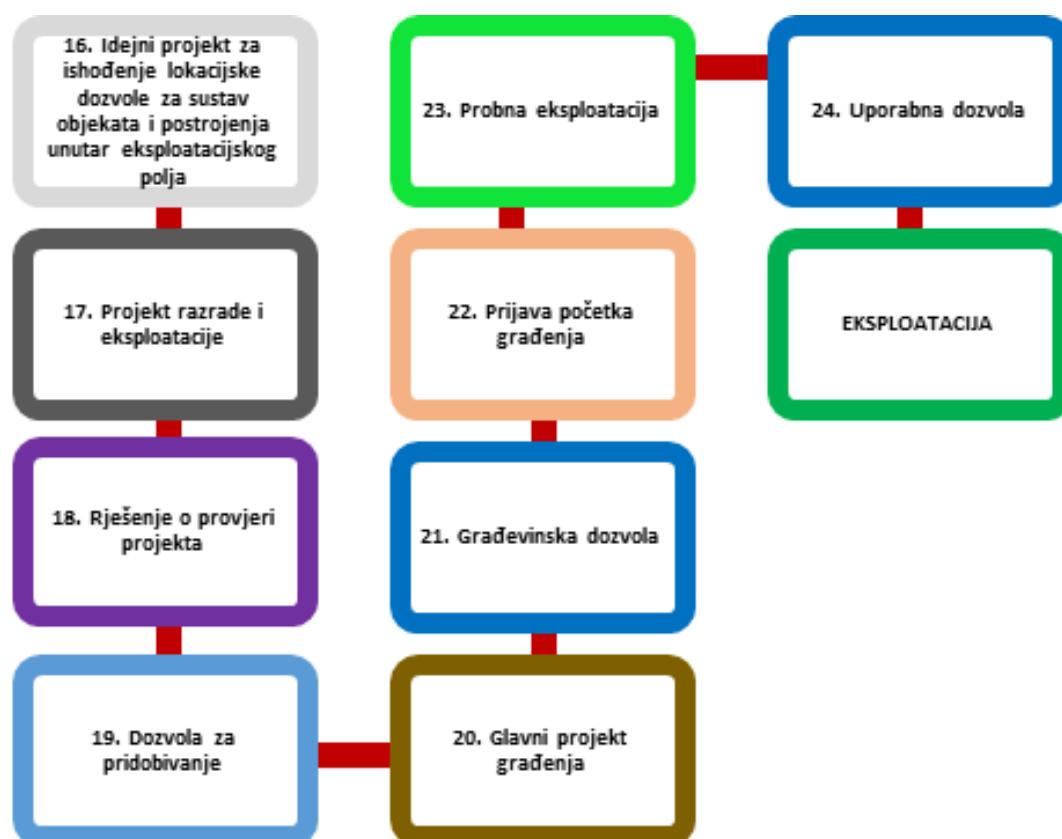 16. Idejni projekt za
ishođenje lokacijske
dozvole za sustav
objekata i postrojenja
unutar eksploatacijskog
polja
17. Projekt razrade i
eksploatacije
18. Rješenje o provjeri
projekta
19. Dozvola za
pridobivanje
20. Glavni projekt
građenja
21. Građevinska dozvola
22. Prijava početka
građenja
23. Probna eksploatacija
24. Uporabna dozvola
EKSPLOATACIJA